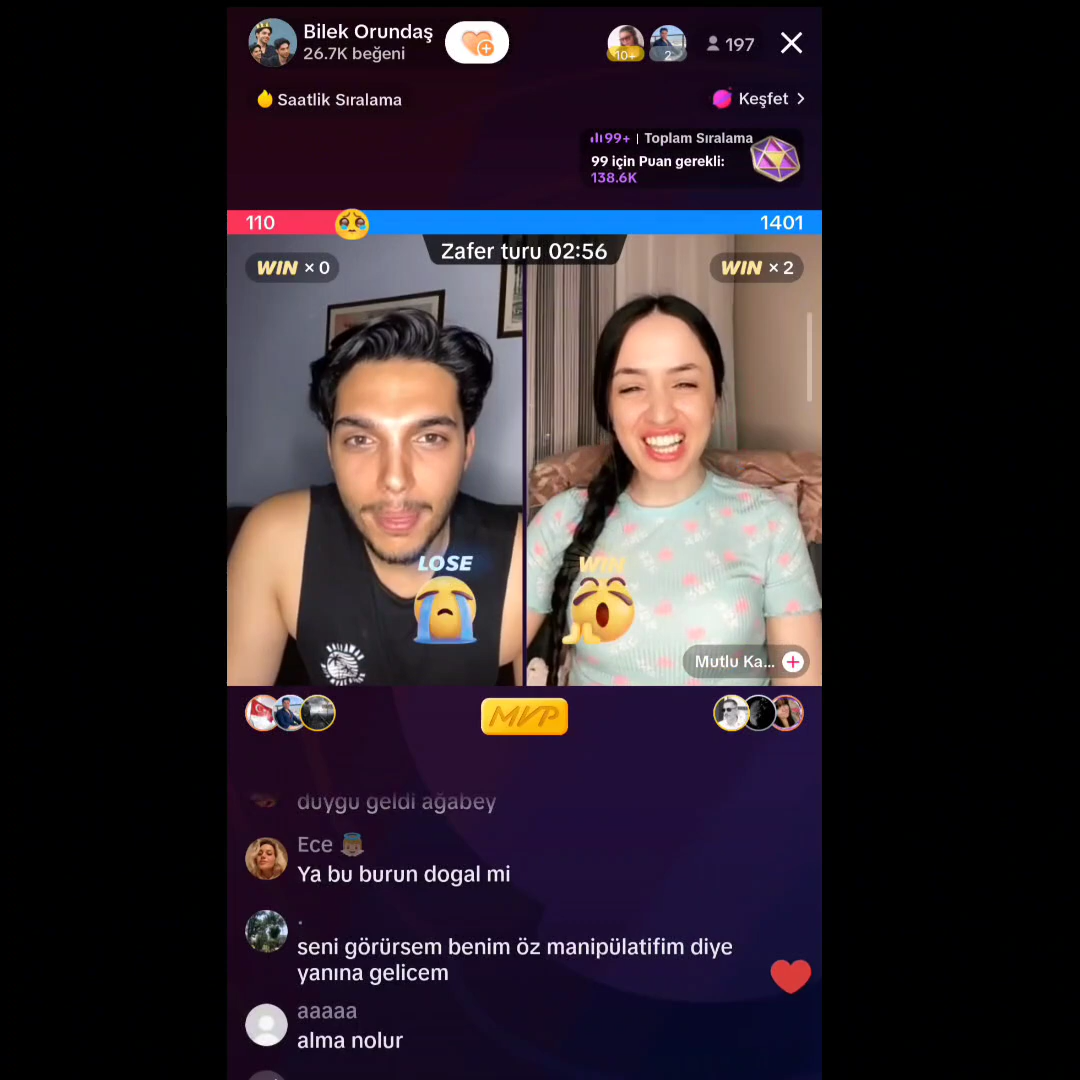 Bilek Orundaş
26.7K beğeni
10+
2
197
Saatlik Sıralama
Keşfet
99+ | Toplam Sıralama
99 için Puan gerekli:
138.6K
110
1401
Zafer turu 02:56
WIN × 0
WIN × 2
LOSE
WIN
Mutlu Ka...
MVP
duygu geldi ağabey
Ece
Ya bu burun dogal mi
.
seni görürsem benim öz manipülatifim diye
yanına gelicem
aaaaa
alma nolur